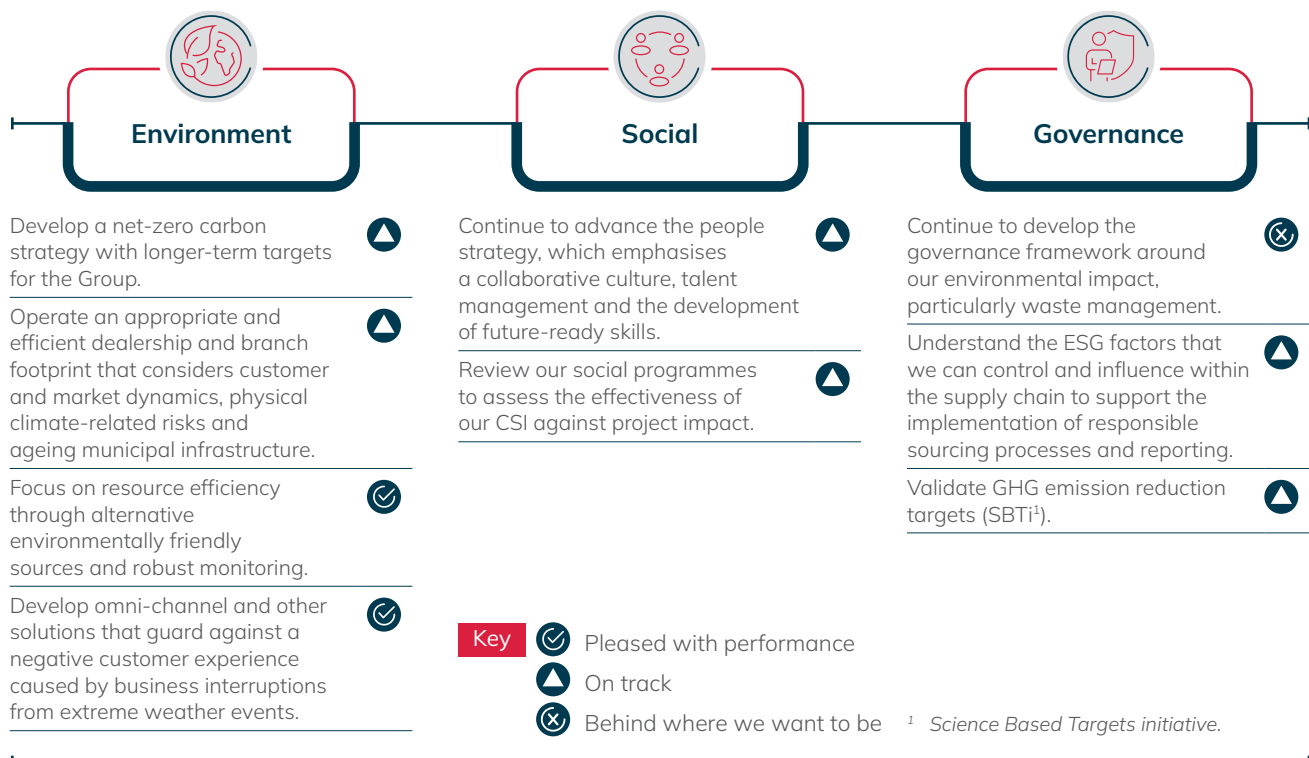 Environment
Develop a net-zero carbon
strategy with longer-term targets
for the Group.
Operate an appropriate and
efficient dealership and branch
footprint that considers customer
and market dynamics, physical
climate-related risks and
ageing municipal infrastructure.
Focus on resource efficiency
through alternative
environmentally friendly
sources and robust monitoring.
Develop omni-channel and other
solutions that guard against a
negative customer experience
caused by business interruptions
from extreme weather events.
Social
Continue to advance the people
strategy, which emphasises
a collaborative culture, talent
management and the development
of future-ready skills.
Review our social programmes
to assess the effectiveness of
our CSI against project impact.
Governance
Continue to develop the
governance framework around
our environmental impact,
particularly waste management.
Understand the ESG factors that
we can control and influence within
the supply chain to support the
implementation of responsible
sourcing processes and reporting.
Validate GHG emission reduction
targets (SBTi¹).
Key
Pleased with performance
On track
Behind where we want to be
¹ Science Based Targets initiative.